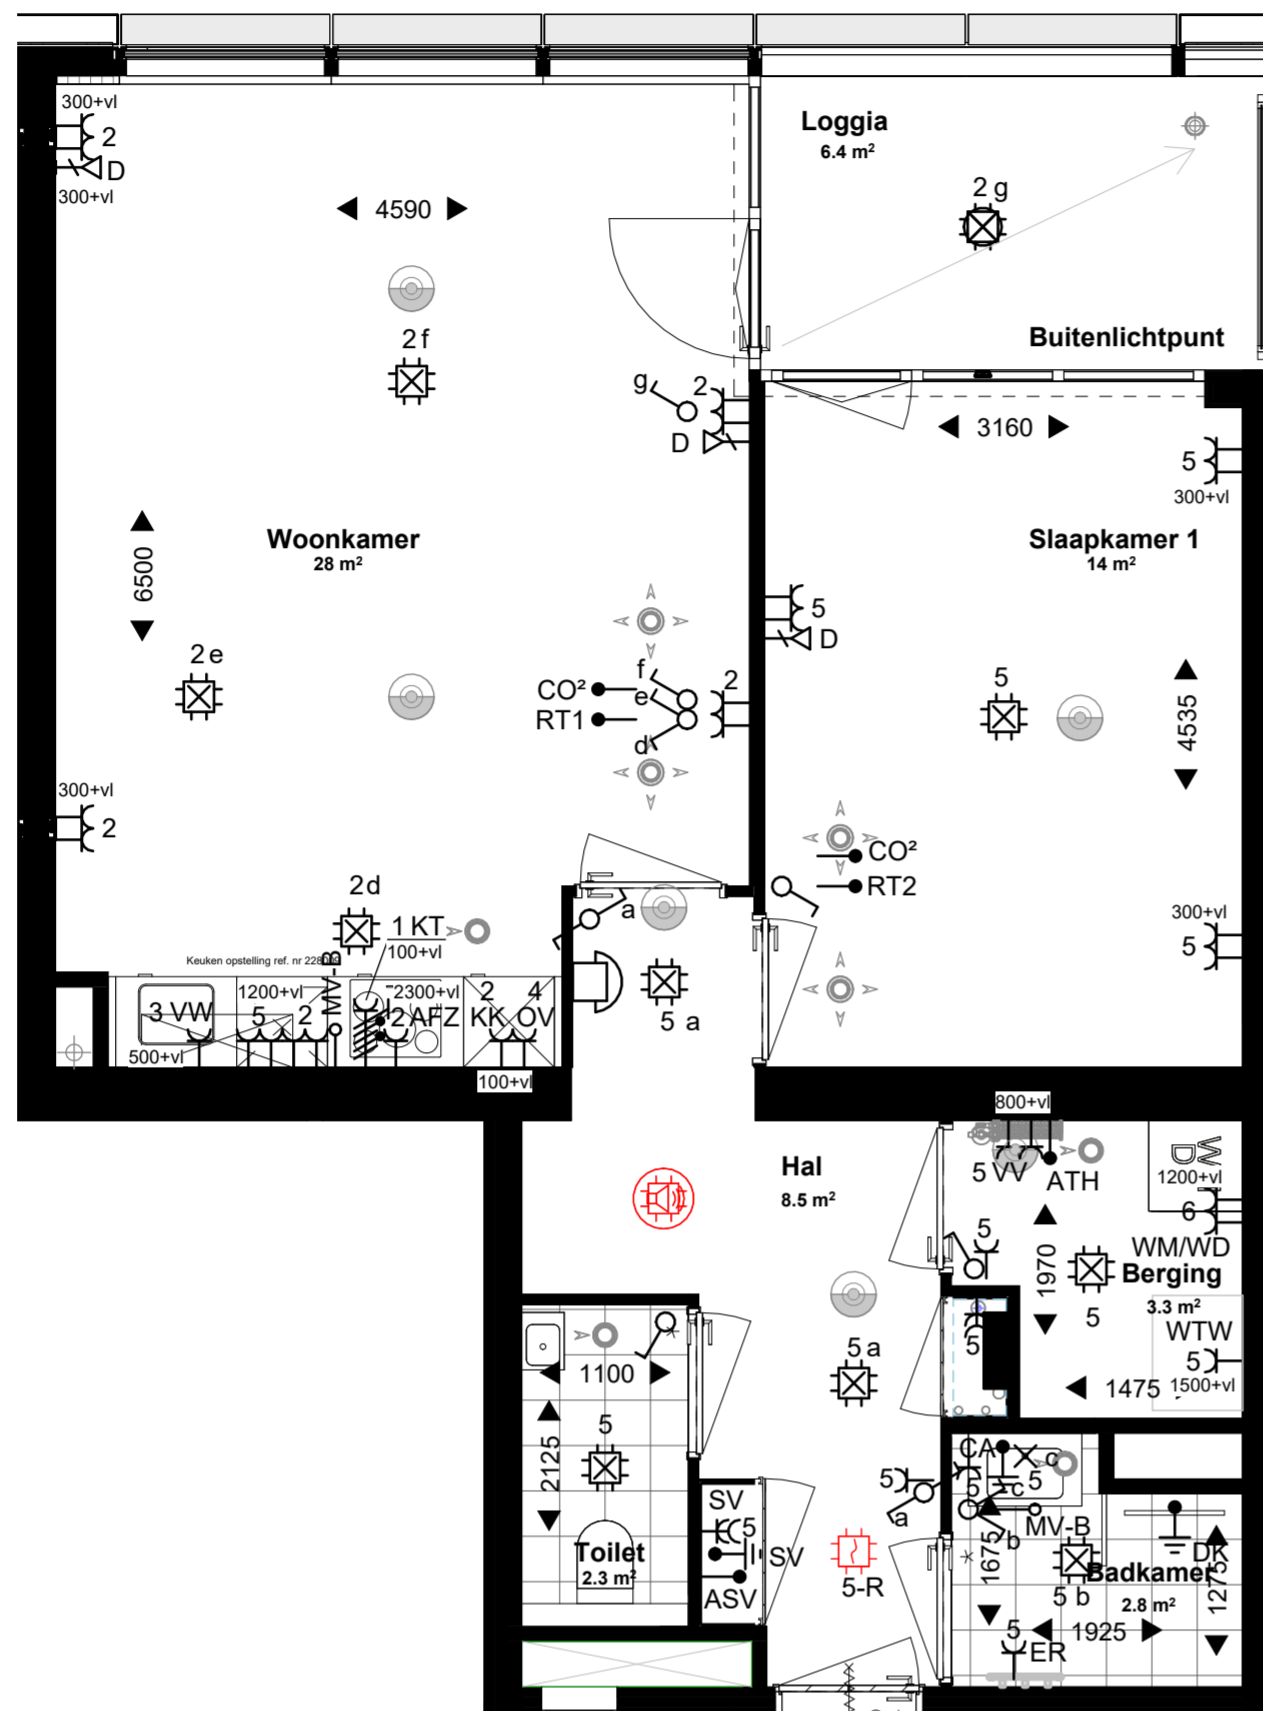 300+vl
2
D
300+vl
4590
Loggia
6.4 m²
2 g
2 f
Buitenlichtpunt
g
2
D
3160
5
300+vl
Woonkamer
28 m²
6500
Slaapkamer 1
14 m²
5
D
2 e
f
CO²
e
2
RT1
d
5
4535
300+vl
2
CO²
RT2
2 d
1 KT
100+vl
a
300+vl
5
Keuken opstelling ref. nr
MV-B
1200+vl
2300+vl
3 VW
5
2
2 AFZ
2
KK
4
OV
500+vl
100+vl
5 a
800+vl
Hal
8.5 m²
5 VV
ATH
W
D
1200+vl
6
5
1970
WM/WD
Berging
3.3 m²
5
WTW
5
1500+vl
1475
5
5 a
1100
5
2125
CA
c
5
5
c
5
a
SV
5
SV
ASV
MV-B
b
1675
DK
Toilet
2.3 m²
5-R
Badkamer
2.8 m²
5 b
1275
1925
5
ER